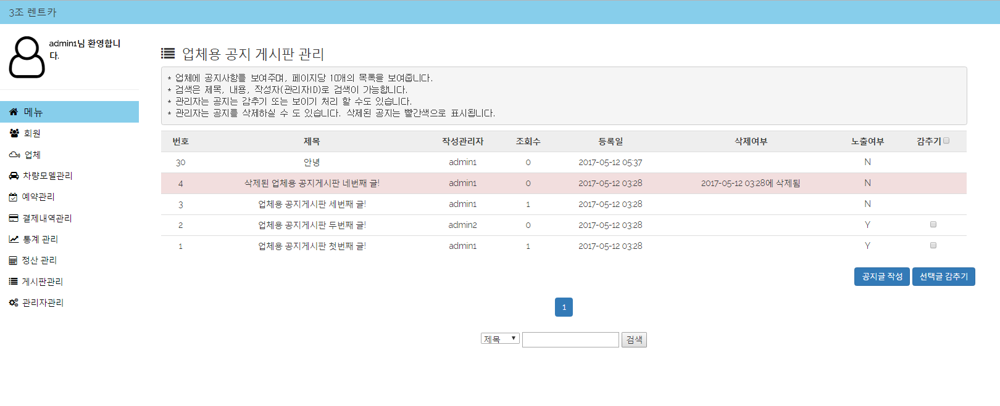 3조 렌트카
admin1님 환영합니
다.
메뉴
회원
업체
차량모델관리
예약관리
결제내역관리
통계 관리
정산 관리
게시판관리
관리자관리
업체용 공지 게시판 관리
* 업체에 공지사항를 보여주며, 페이지당 10개의 목록을 보여줍니다.
* 검색은 제목, 내용, 작성자(관리자ID)로 검색이 가능합니다.
* 관리자는 공지는 감추기 또는 보이기 처리 할 수도 있습니다.
* 관리자는 공지를 삭제하실 수 도 있습니다. 삭제된 공지는 빨간색으로 표시됩니다.
번호 제목 작성관리자 조회수 등록일 삭제여부 노출여부 감추기
30 안녕 admin1 0 2017-05-12 05:37 N
4 삭제된 업체용 공지게시판 네번째 글! admin1 0 2017-05-12 03:28 2017-05-12 03:28에 삭제됨 N
3 업체용 공지게시판 세번째 글! admin1 1 2017-05-12 03:28 N
2 업체용 공지게시판 두번째 글! admin2 0 2017-05-12 03:28 Y
1 업체용 공지게시판 첫번째 글! admin1 1 2017-05-12 03:28 Y
공지글 작성 선택글 감추기
1
제목 검색